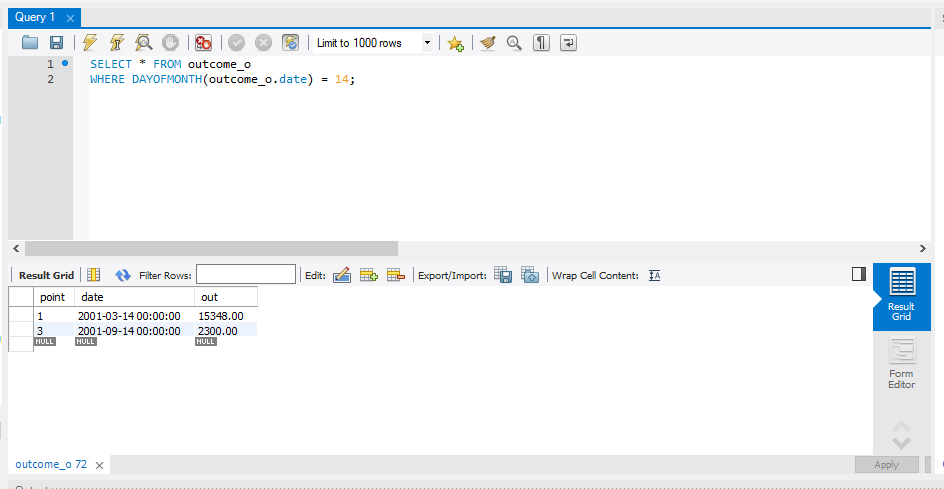 Query 1
Limit to 1000 rows
1 SELECT * FROM outcome_o
2 WHERE DAYOFMONTH(outcome_o.date) = 14;
Result Grid Filter Rows: Edit: Export/Import: Wrap Cell Content: IA
point date out
1 2001-03-14 00:00:00 15348.00
3 2001-09-14 00:00:00 2300.00
NULL NULL NULL
Result
Grid
Form
Editor
outcome_o 72
Apply